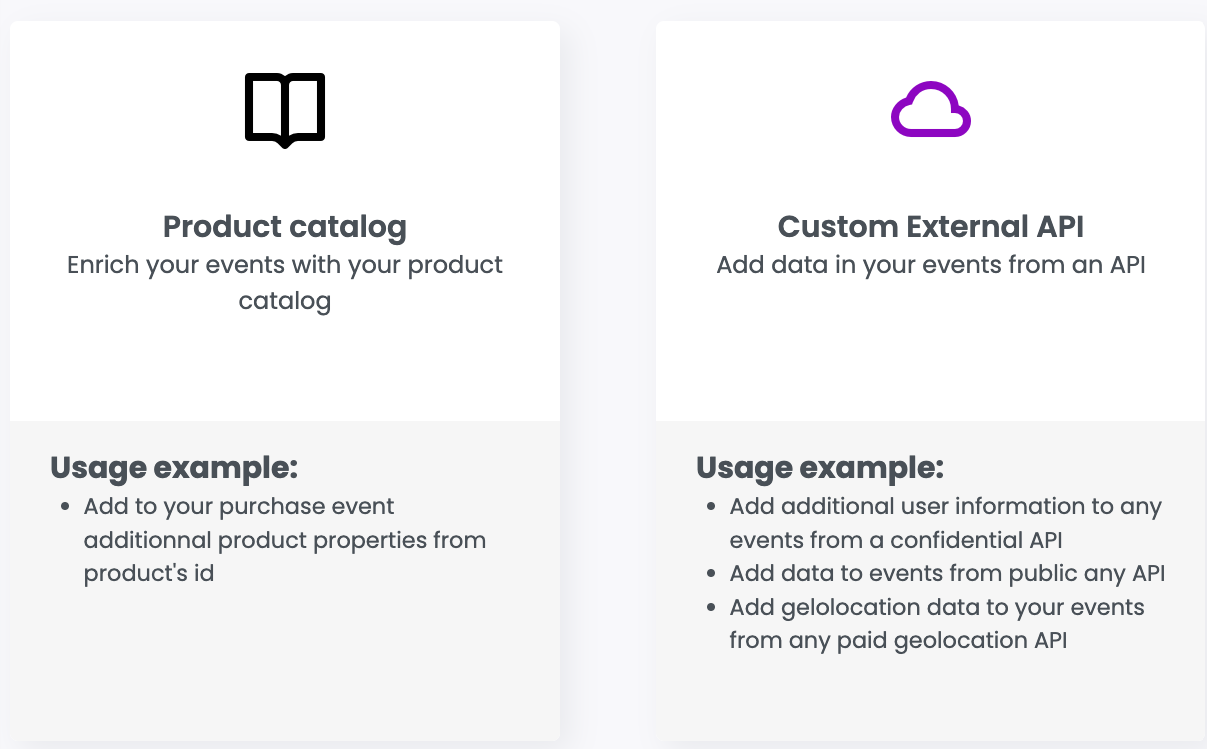 Product catalog
Enrich your events with your product
catalog
Usage example:
Add to your purchase event
additionnal product properties from
product's id
Custom External API
Add data in your events from an API
Usage example:
Add additional user information to any
events from a confidential API
Add data to events from public any API
Add gelolocation data to your events
from any paid geolocation API